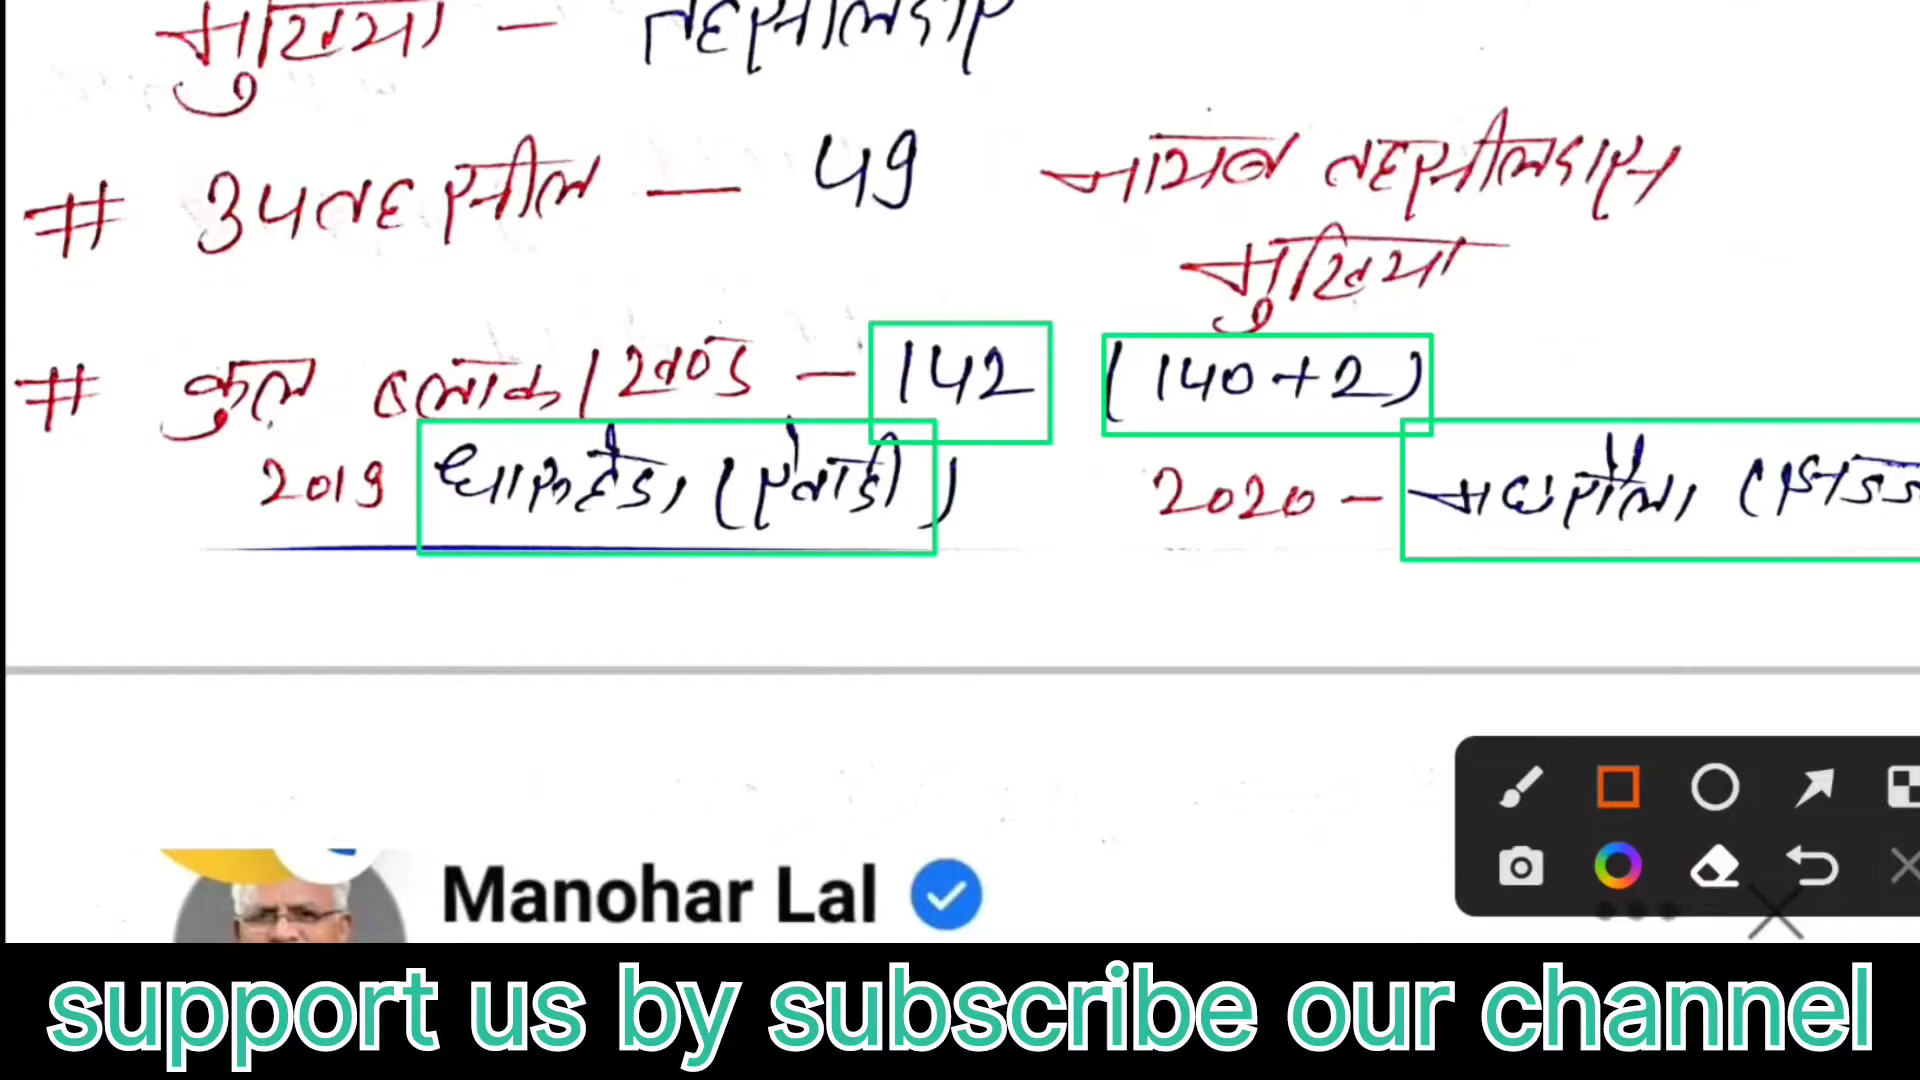 मुखिया - तहसीलदार
# उपतहसील - 49 नायब तहसीलदार
मुखिया
# कुल ब्लॉक / खण्ड - 142 (140+2)
2019 धारूहेड़ा (रेवाड़ी) 2020 -
Manohar Lal
support us by subscribe our channel